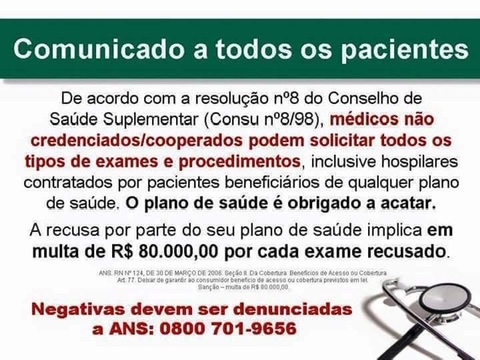 Comunicado a todos os pacientes
De acordo com a resolução nº8 do Conselho de
Saúde Suplementar (Consu nº8/98), médicos não
credenciados/cooperados podem solicitar todos os
tipos de exames e procedimentos, inclusive hospilares
contratados por pacientes beneficiários de qualquer plano
de saúde. O plano de saúde é obrigado a acatar.
A recusa por parte do seu plano de saúde implica em
multa de R$ 80.000,00 por cada exame recusado.
ANS. RN Nº 124, DE 30 DE MARÇO DE 2006. Seção II. Da Cobertura. Benefícios de Acesso ou Cobertura
Art. 77. Deixar de garantir ao consumidor benefício de acesso ou cobertura previstos em lei.
Sanção – multa de R$ 80.000,00.
Negativas devem ser denunciadas
a ANS: 0800 701-9656